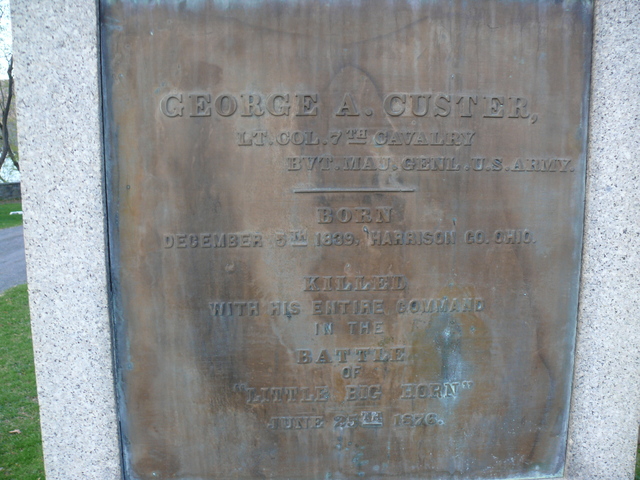 GEORGE A. CUSTER,
LT. COL. 7TH CAVALRY
BVT. MAJ. GENL. U.S. ARMY.
BORN
DECEMBER 5TH 1839, HARRISON CO. OHIO.
KILLED
WITH HIS ENTIRE COMMAND
IN THE
BATTLE
OF
"LITTLE BIG HORN"
JUNE 25TH 1876.